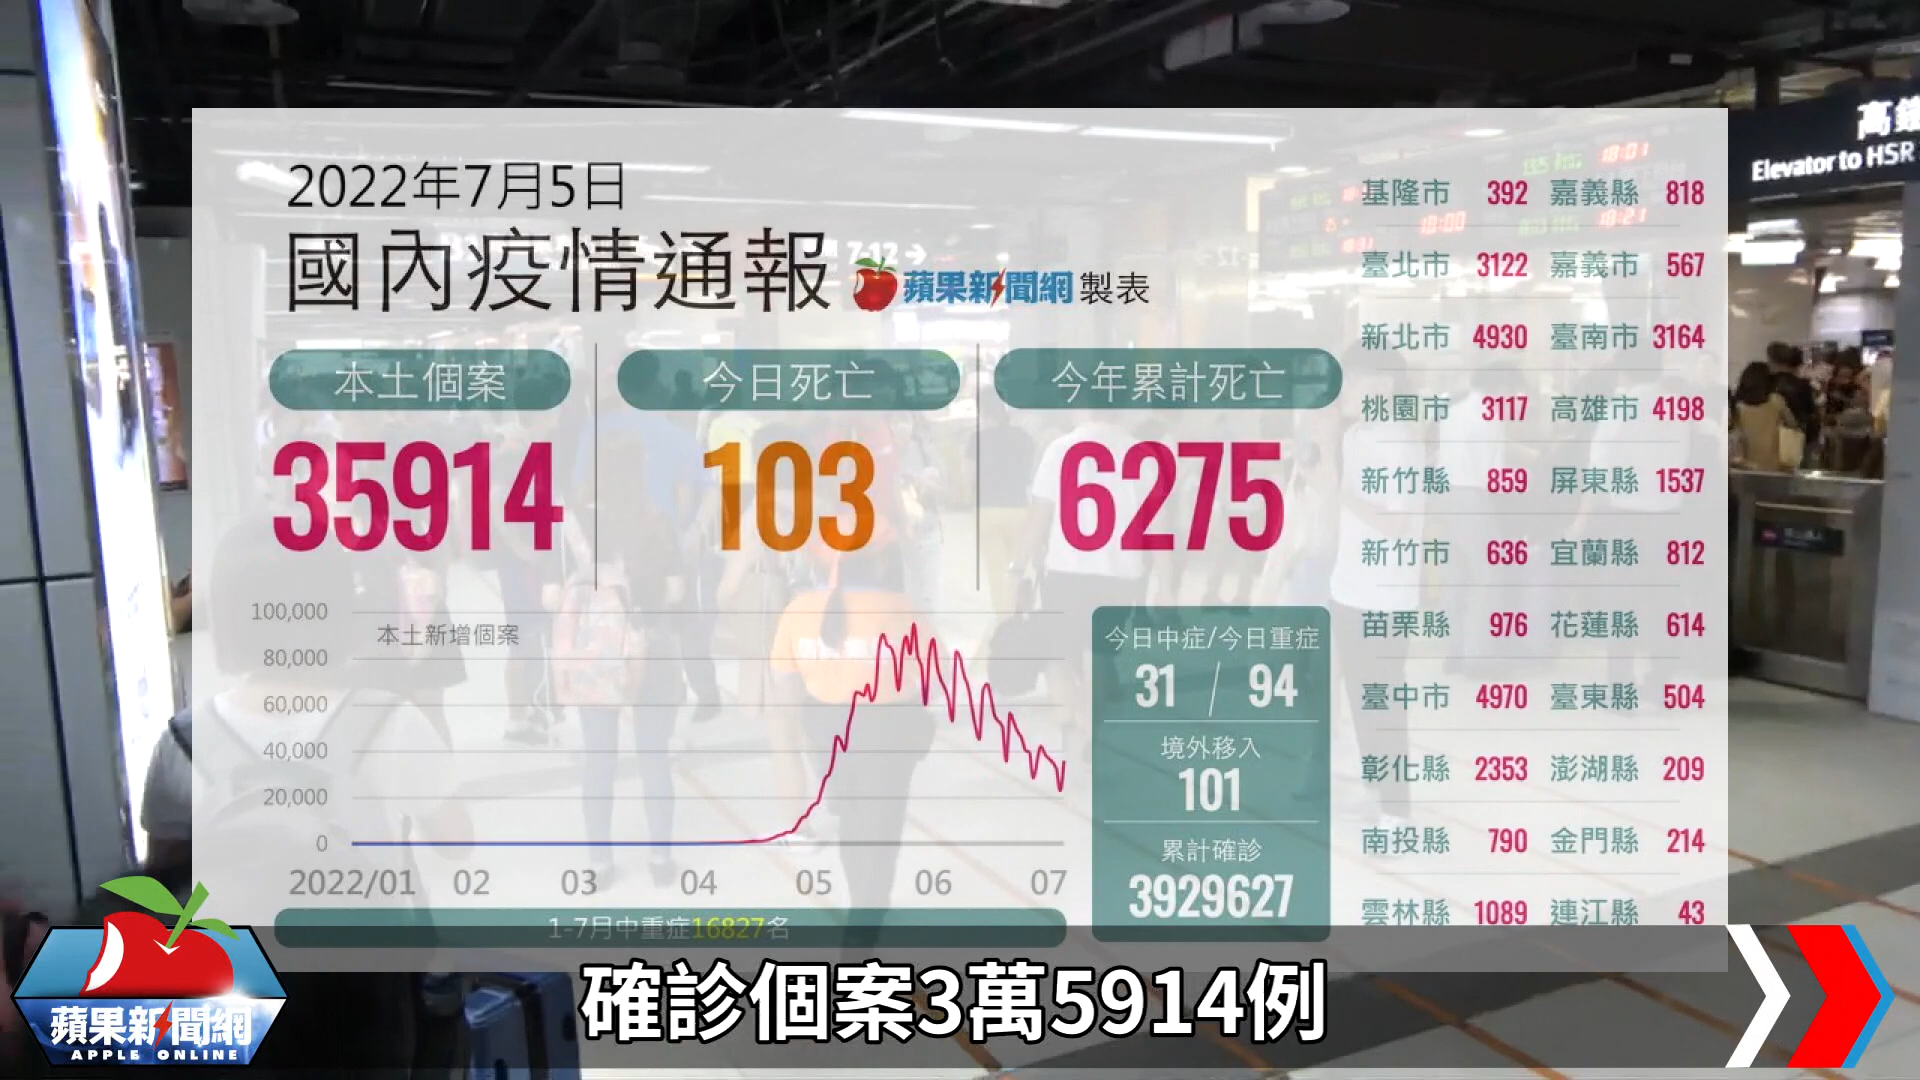 2022年7月5日
國內疫情通報 蘋果新聞網 製表
本土個案 今日死亡 今年累計死亡
35914 103 6275
本土新增個案
100,000
80,000
60,000
40,000
20,000
0
2022/01 02 03 04 05 06 07
1-7月中重症16827名
今日中症/今日重症
31 / 94
境外移入
101
累計確診
3929627
基隆市 392 嘉義縣 818
臺北市 3122 嘉義市 567
新北市 4930 臺南市 3164
桃園市 3117 高雄市 4198
新竹縣 859 屏東縣 1537
新竹市 636 宜蘭縣 812
苗栗縣 976 花蓮縣 614
臺中市 4970 臺東縣 504
彰化縣 2353 澎湖縣 209
南投縣 790 金門縣 214
雲林縣 1089 連江縣 43
高鐵
Elevator to HSR
18:01
18:00
18:21
7-12
確診個案3萬5914例
蘋果新聞網
APPLE ONLINE